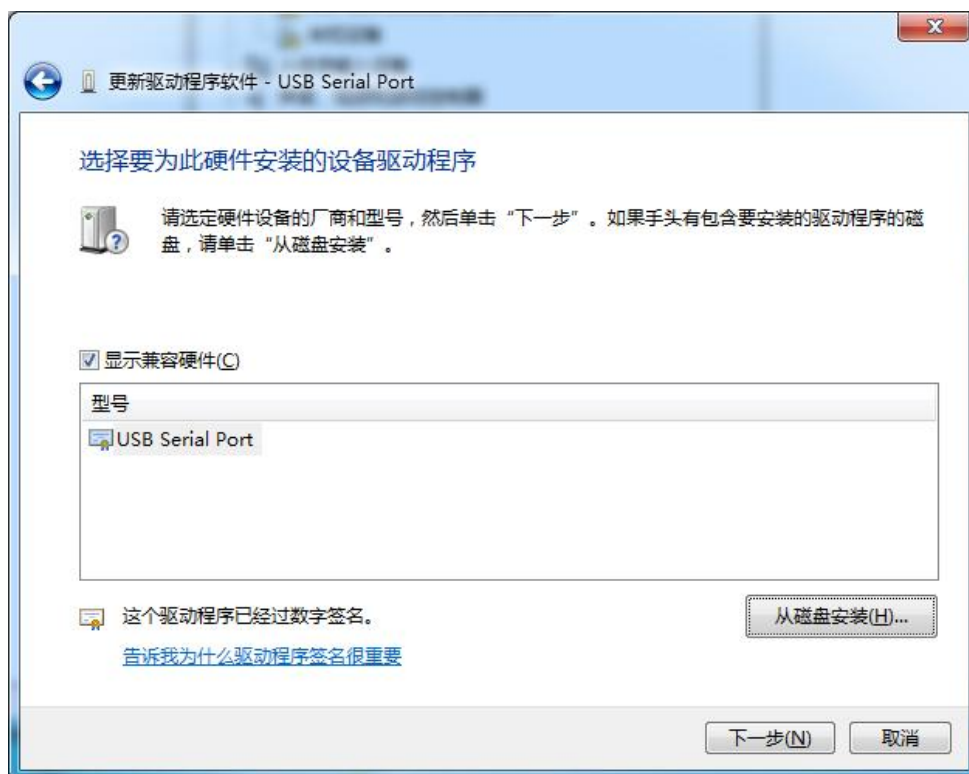 更新驱动程序软件 - USB Serial Port
选择要为此硬件安装的设备驱动程序
请选定硬件设备的厂商和型号，然后单击“下一步”。如果手头有包含要安装的驱动程序的磁
盘，请单击“从磁盘安装”。
显示兼容硬件(C)
型号
USB Serial Port
这个驱动程序已经过数字签名。
从磁盘安装(H)...
告诉我为什么驱动程序签名很重要
下一步(N)
取消